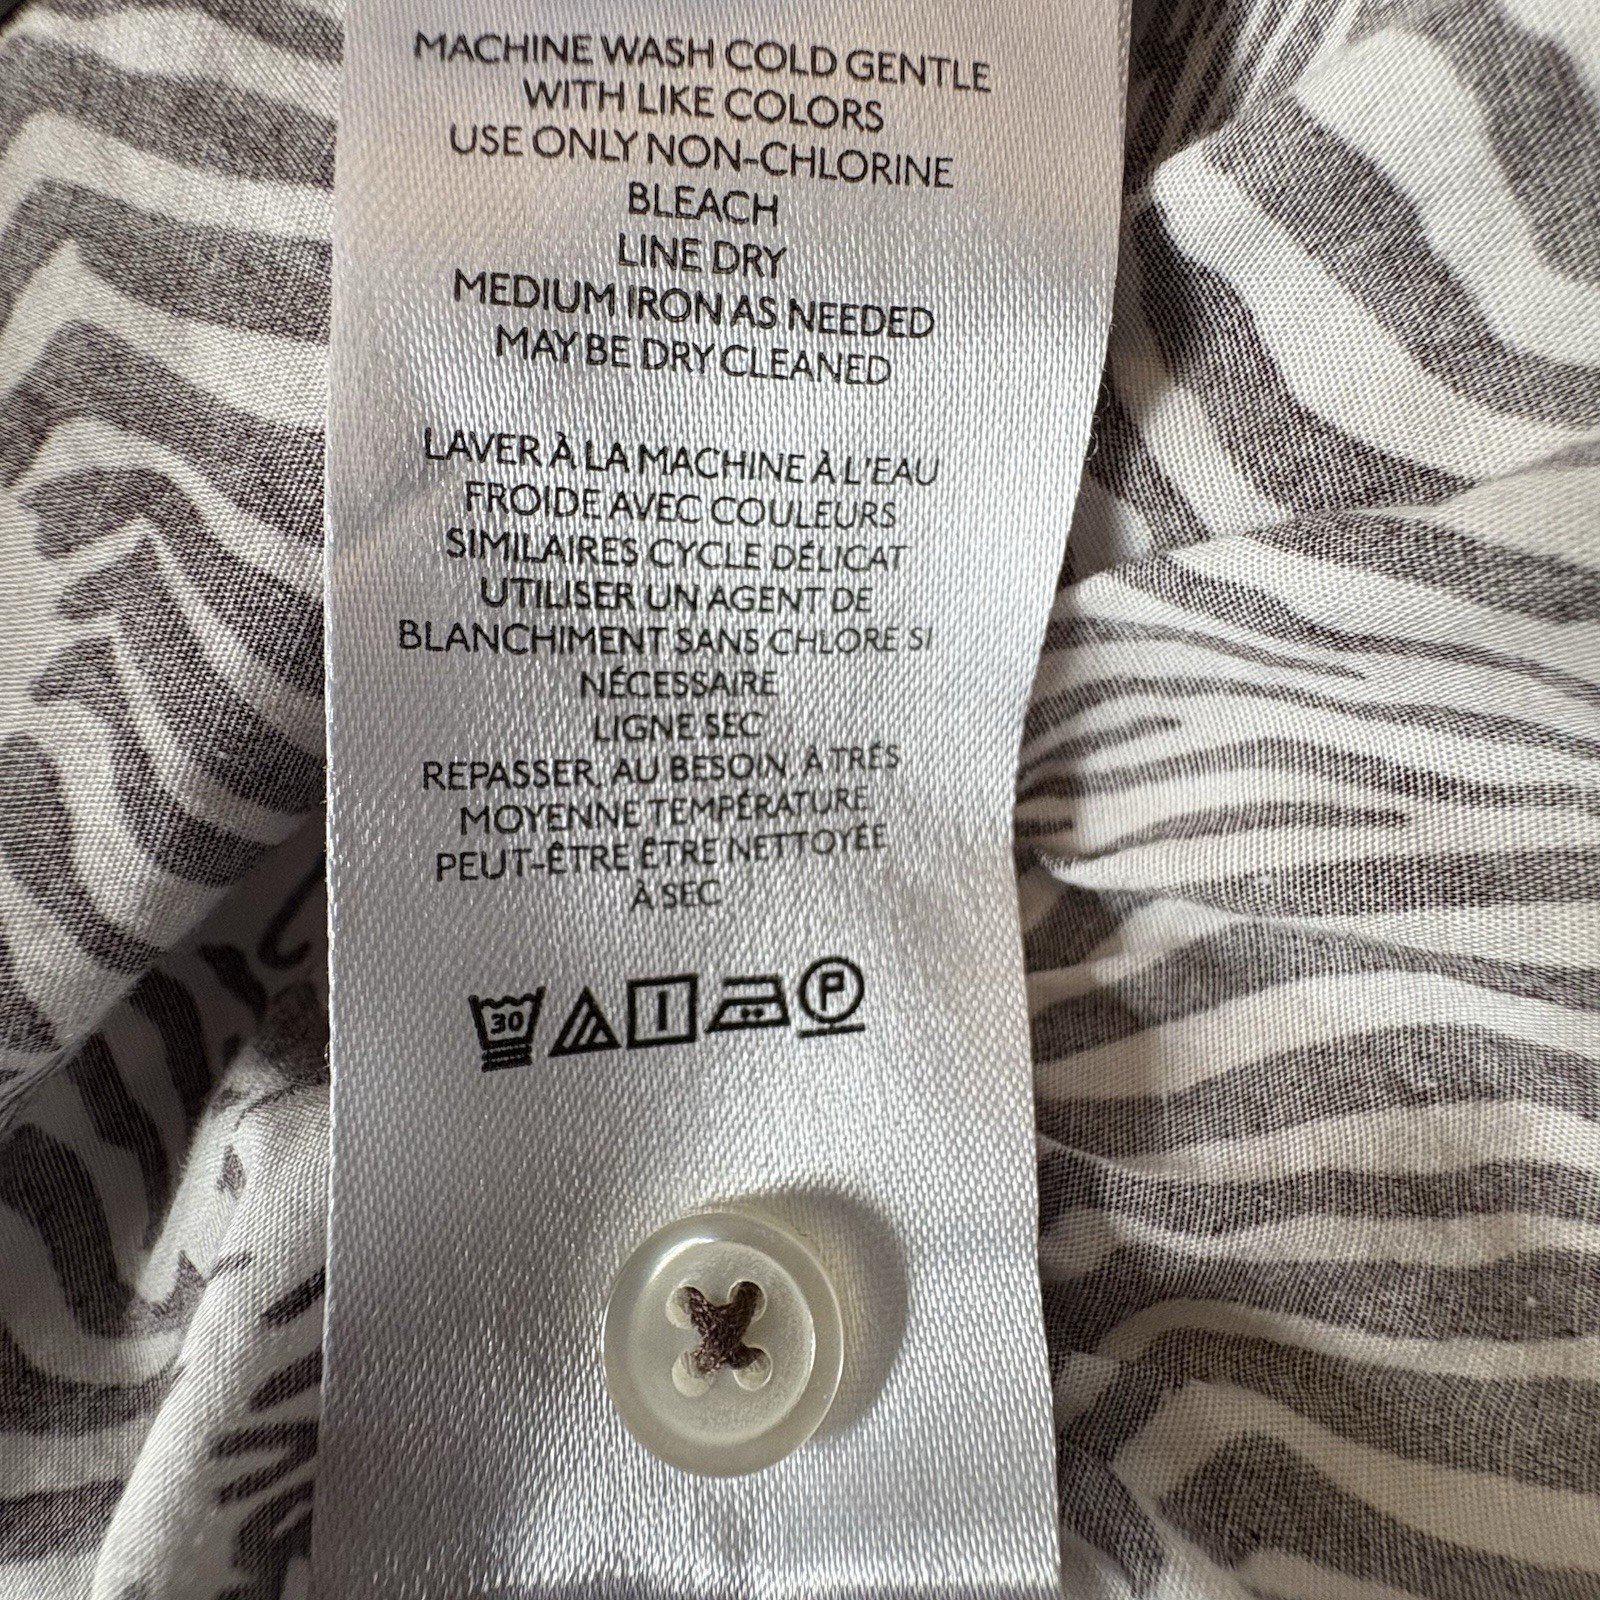 MACHINE WASH COLD GENTLE
WITH LIKE COLORS
USE ONLY NON-CHLORINE
BLEACH
LINE DRY
MEDIUM IRON AS NEEDED
MAY BE DRY CLEANED
LAVER À LA MACHINE À L'EAU
FROIDE AVEC COULEURS
SIMILAIRES CYCLE DÉLICAT
UTILISER UN AGENT DE
BLANCHIMENT SANS CHLORE SI
NÉCESSAIRE
LIGNE SEC
REPASSER, AU BESOIN, À TRÉS
MOYENNE TEMPÉRATURE
PEUT-ÊTRE ÊTRE NETTOYÉE
À SEC
30 P